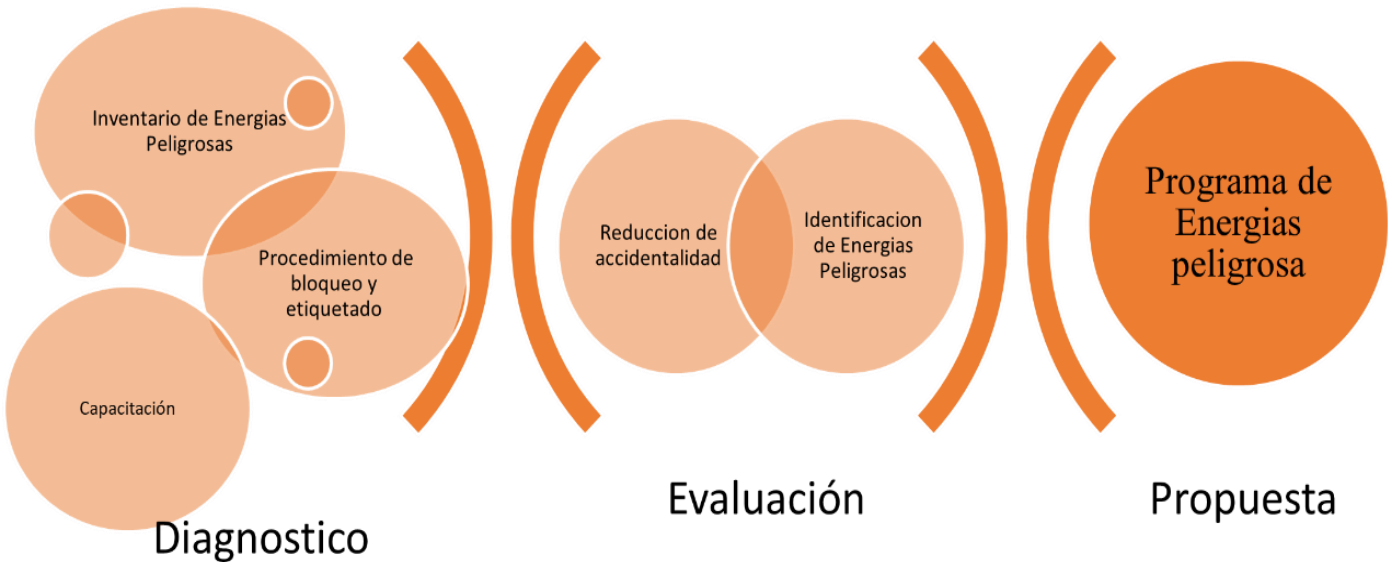 Inventario de Energias
Peligrosas
Procedimiento de
bloqueo y
etiquetado
Capacitación
Diagnostico
Reduccion de
accidentalidad
Identificacion
de Energias
Peligrosas
Evaluación
Programa de
Energias
peligrosa
Propuesta